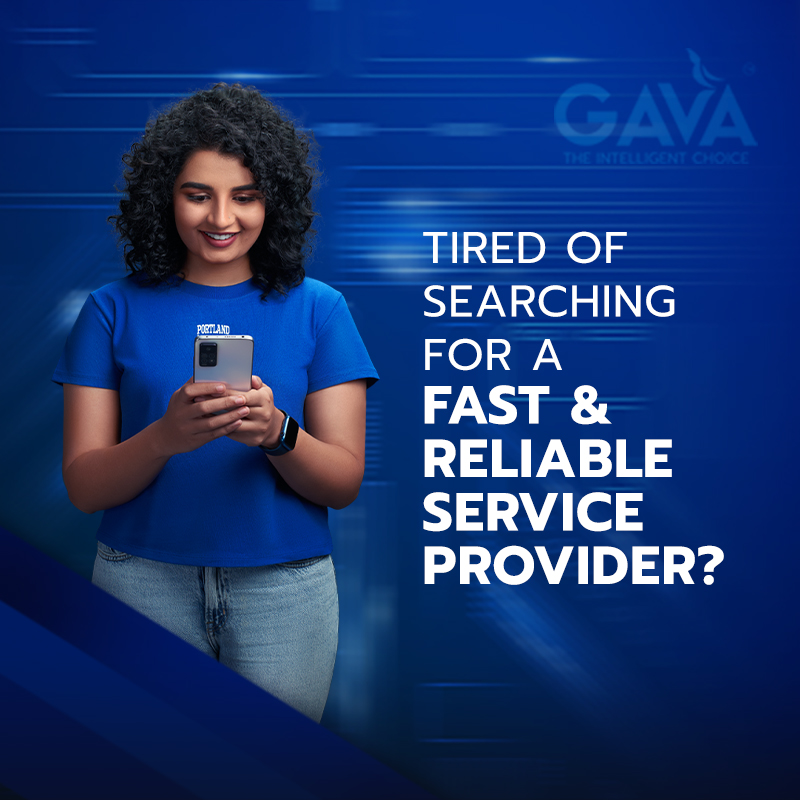 GAVA
THE INTELLIGENT CHOICE
TIRED OF
SEARCHING
FOR A
FAST &
RELIABLE
SERVICE
PROVIDER?
PORTLAND